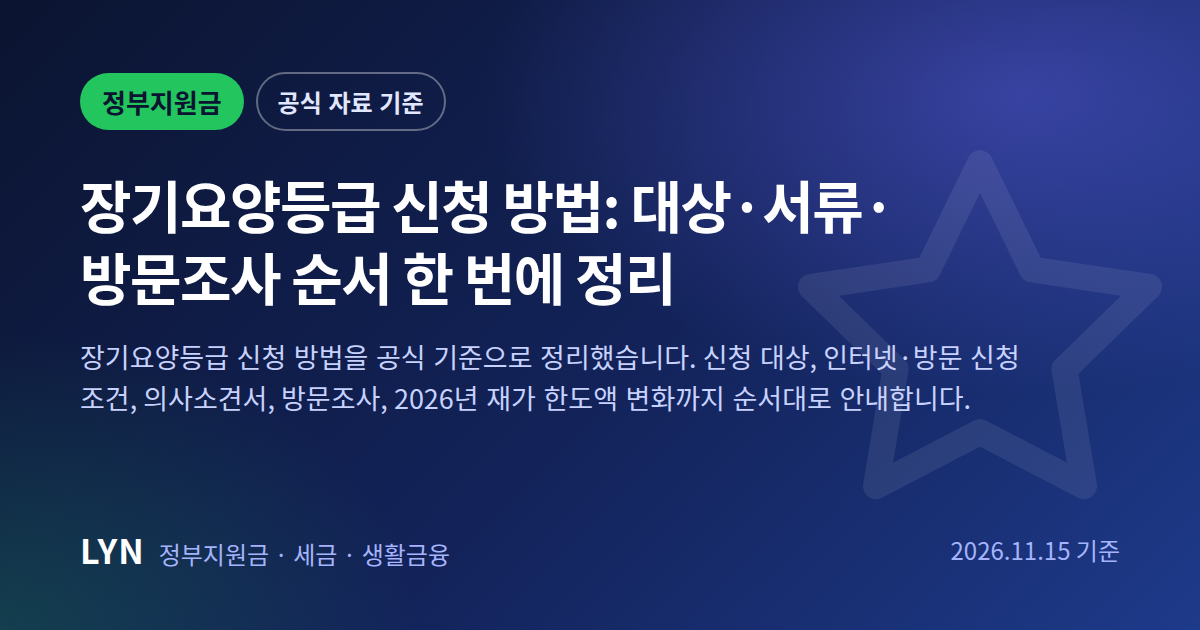 정부지원금
공식 자료 기준
장기요양등급 신청 방법: 대상·서류·
방문조사 순서 한 번에 정리
장기요양등급 신청 방법을 공식 기준으로 정리했습니다. 신청 대상, 인터넷·방문 신청
조건, 의사소견서, 방문조사, 2026년 재가 한도액 변화까지 순서대로 안내합니다.
LYN 정부지원금 · 세금 · 생활금융
2026.11.15 기준